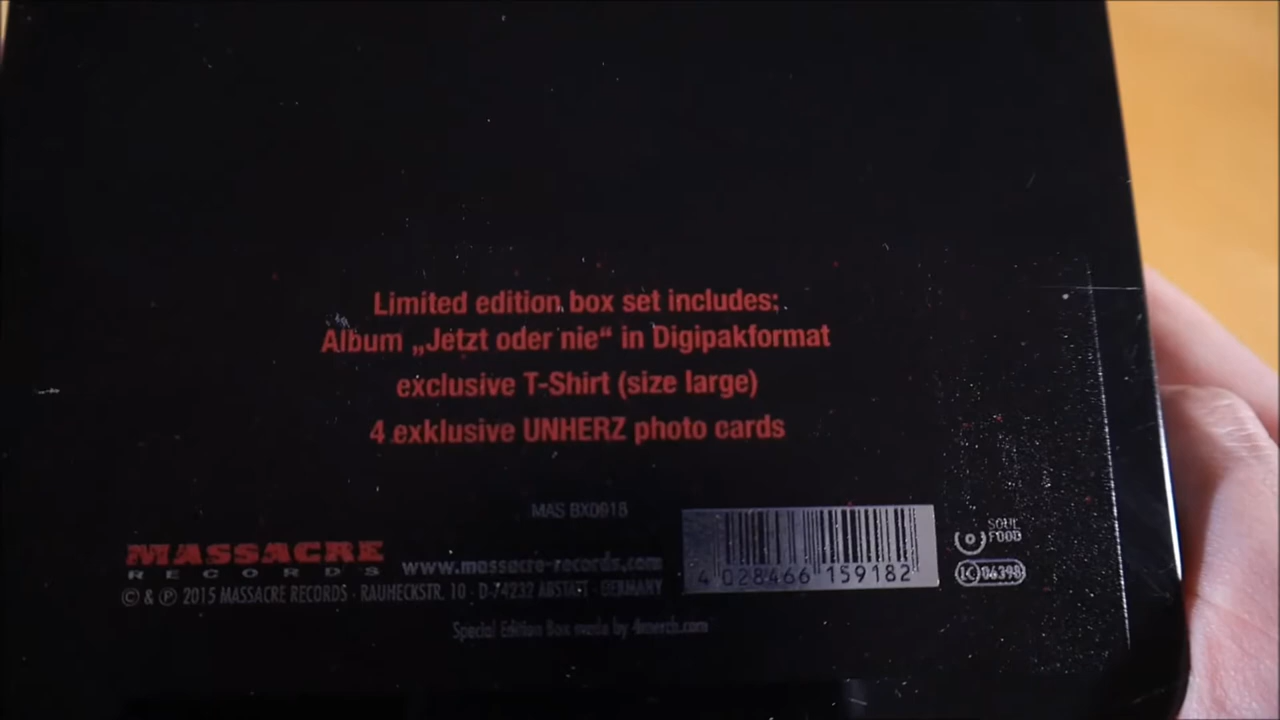 Limited edition box set includes:
Album „Jetzt oder nie“ in Digipakformat
exclusive T-Shirt (size large)
4 exklusive UNHERZ photo cards
MAS BX0918
MASSACRE
RECORDS
www.massacre-records.com
© & ℗ 2015 MASSACRE RECORDS · RAUHECKSTR. 10 · D-74232 ABSTATT · GERMANY
4 028466 159182
SOUL
FOOD
LC 06398
Special Edition Box made by 4merch.com